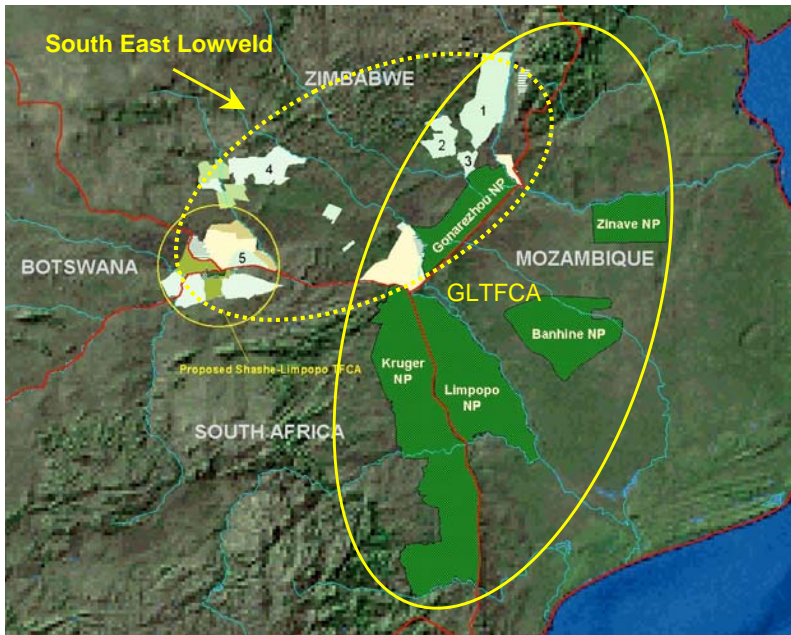 South East Lowveld
ZIMBABWE
1
2
3
4
Gonarezhou NP
Zinave NP
5
BOTSWANA
MOZAMBIQUE
GLTFCA
Banhine NP
Proposed Shashe-Limpopo TFCA
Kruger
NP
Limpopo
NP
SOUTH AFRICA